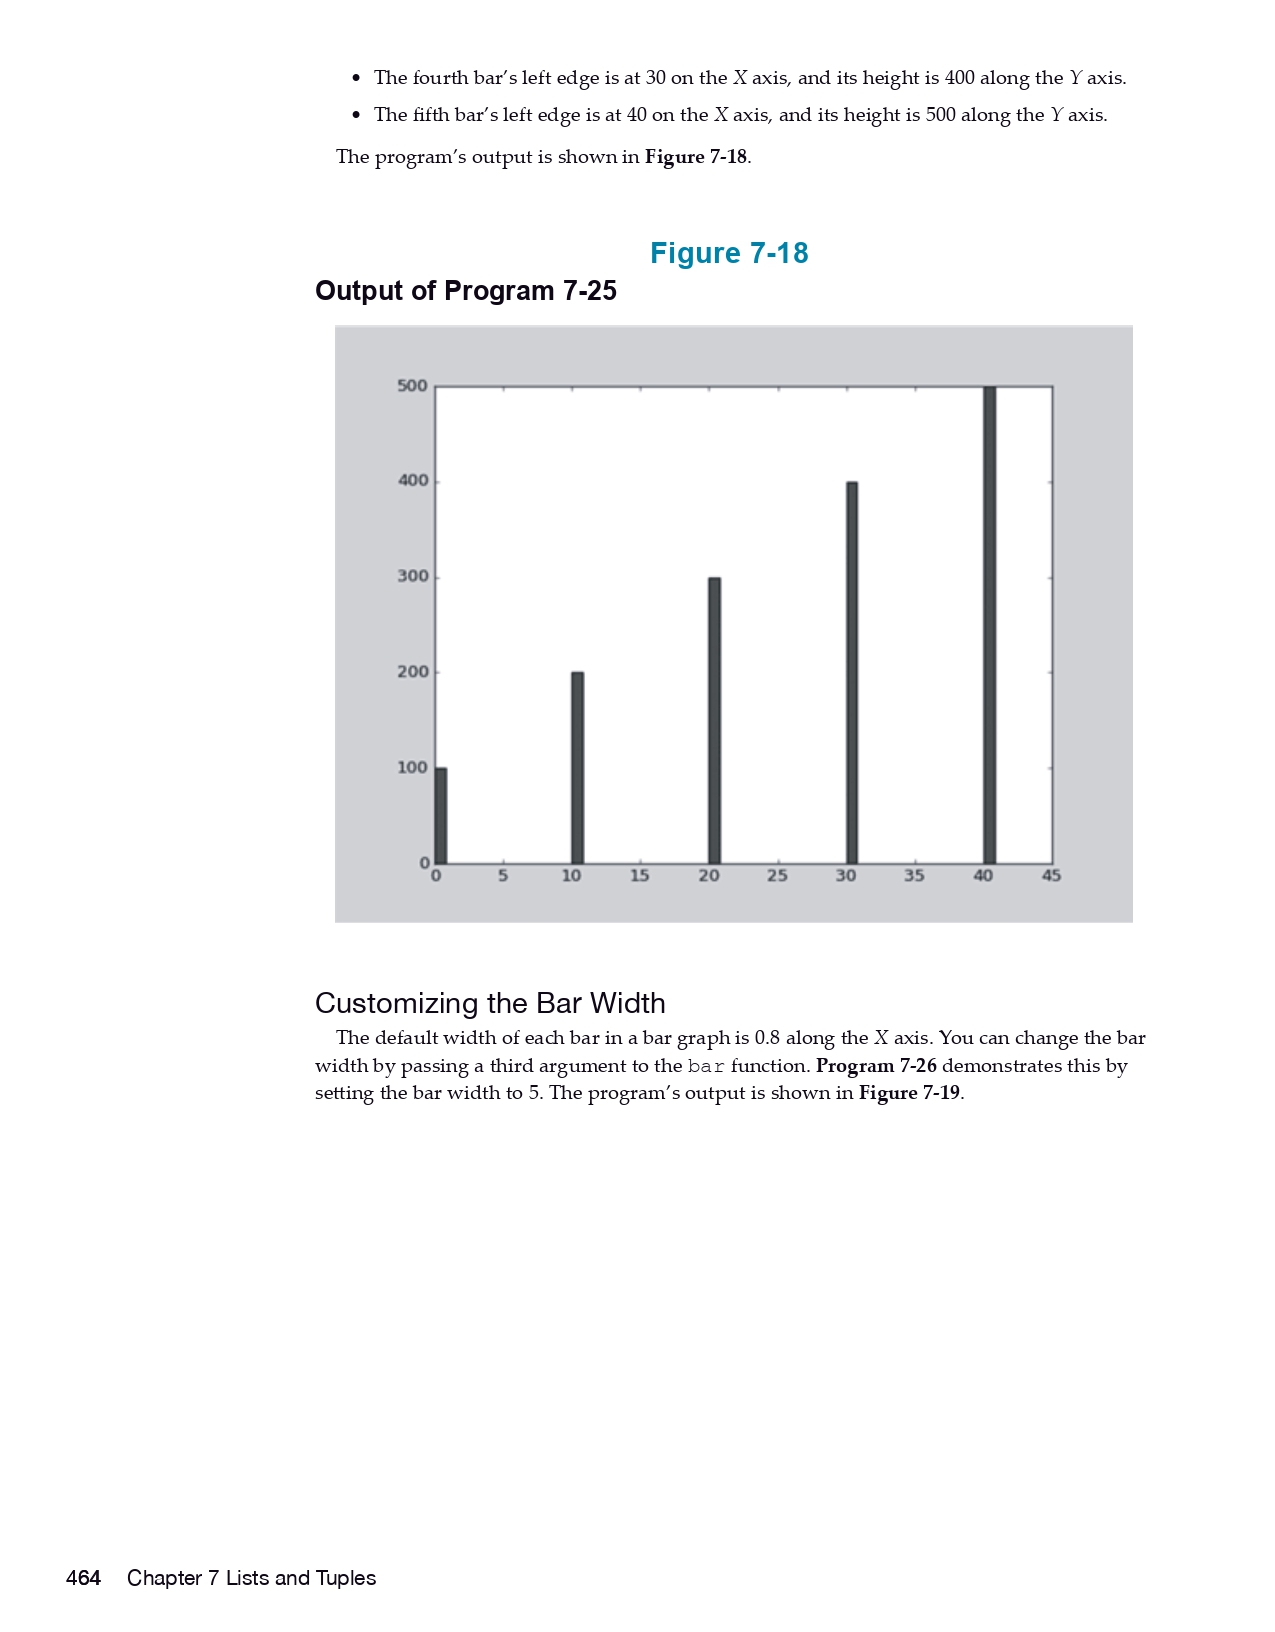 • The fourth bar’s left edge is at 30 on the X axis, and its height is 400 along the Y axis.
• The fifth bar’s left edge is at 40 on the X axis, and its height is 500 along the Y axis.
The program’s output is shown in Figure 7-18.
Figure 7-18
Output of Program 7-25
500
400
300
200
100
0
0 5 10 15 20 25 30 35 40 45
Customizing the Bar Width
The default width of each bar in a bar graph is 0.8 along the X axis. You can change the bar
width by passing a third argument to the bar function. Program 7-26 demonstrates this by
setting the bar width to 5. The program’s output is shown in Figure 7-19.
464 Chapter 7 Lists and Tuples